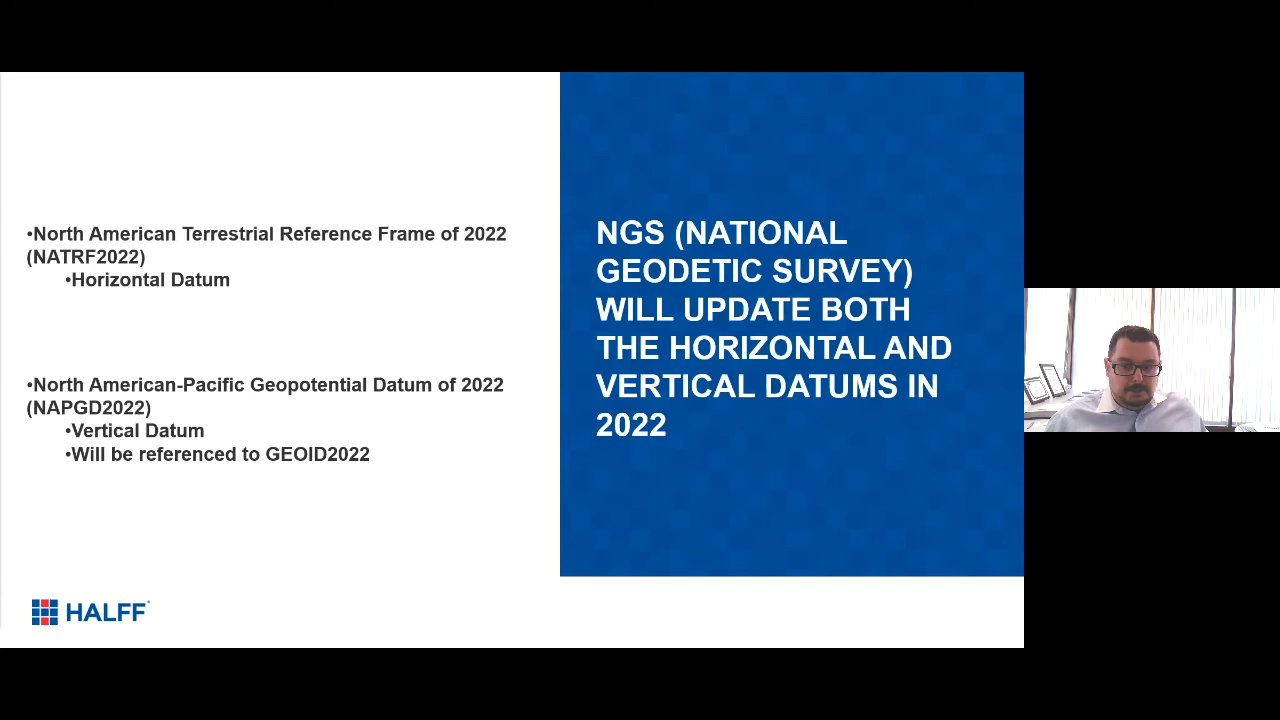 •North American Terrestrial Reference Frame of 2022
(NATRF2022)
•Horizontal Datum
•North American-Pacific Geopotential Datum of 2022
(NAPGD2022)
•Vertical Datum
•Will be referenced to GEOID2022
NGS (NATIONAL
GEODETIC SURVEY)
WILL UPDATE BOTH
THE HORIZONTAL AND
VERTICAL DATUMS IN
2022
HALFF